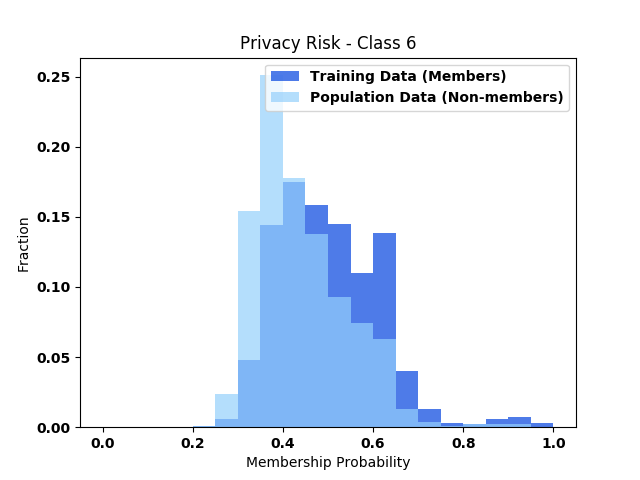 Privacy Risk - Class 6
Training Data (Members)
Population Data (Non-members)
Fraction
0.25
0.20
0.15
0.10
0.05
0.00
0.0 0.2 0.4 0.6 0.8 1.0
Membership Probability